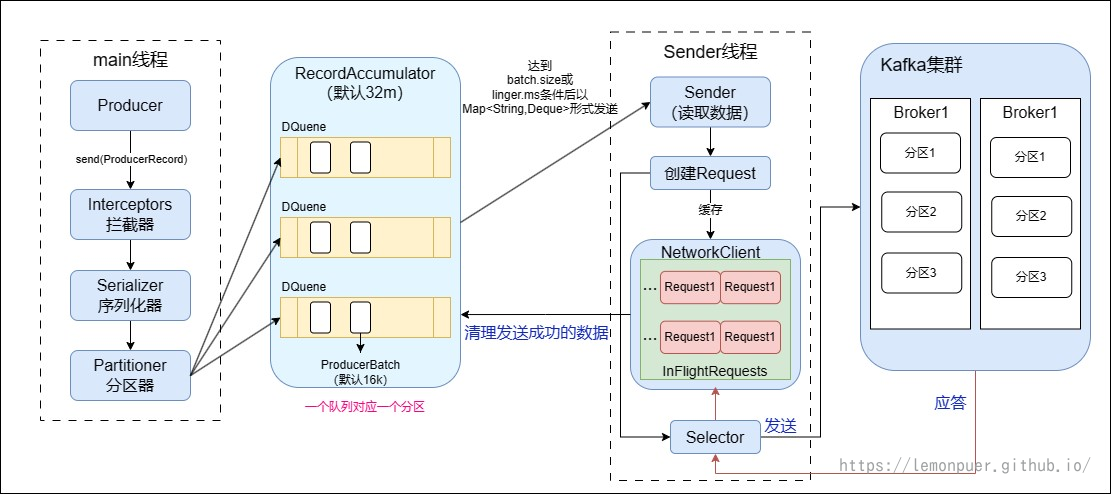 main线程
Producer
send(ProducerRecord)
Interceptors
拦截器
Serializer
序列化器
Partitioner
分区器
RecordAccumulator
(默认32m)
DQuene
DQuene
DQuene
ProducerBatch
(默认16k)
一个队列对应一个分区
达到
batch.size或
linger.ms条件后以
Map<String,Deque>形式发送
清理发送成功的数据
Sender线程
Sender
(读取数据)
创建Request
缓存
NetworkClient
... Request1 Request1
... Request1 Request1
InFlightRequests
Selector
发送
Kafka集群
Broker1
分区1
分区2
分区3
Broker1
分区1
分区2
分区3
应答
https://lemonpuer.github.io/